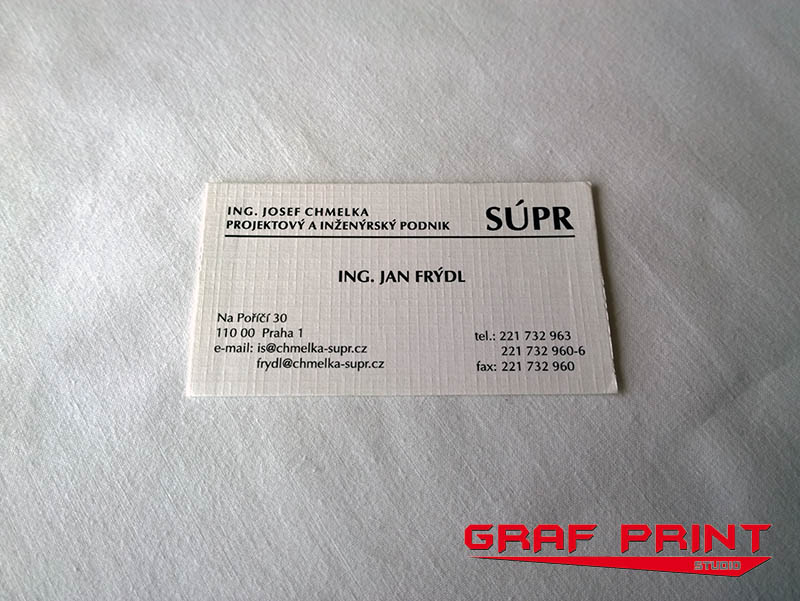 ING. JOSEF CHMELKA
PROJEKTOVÝ A INŽENÝRSKÝ PODNIK
SÚPR
ING. JAN FRÝDL
Na Poříčí 30
110 00 Praha 1
e-mail: is@chmelka-supr.cz
frydl@chmelka-supr.cz
tel.: 221 732 963
221 732 960-6
fax: 221 732 960
GRAF PRINT
STUDIO